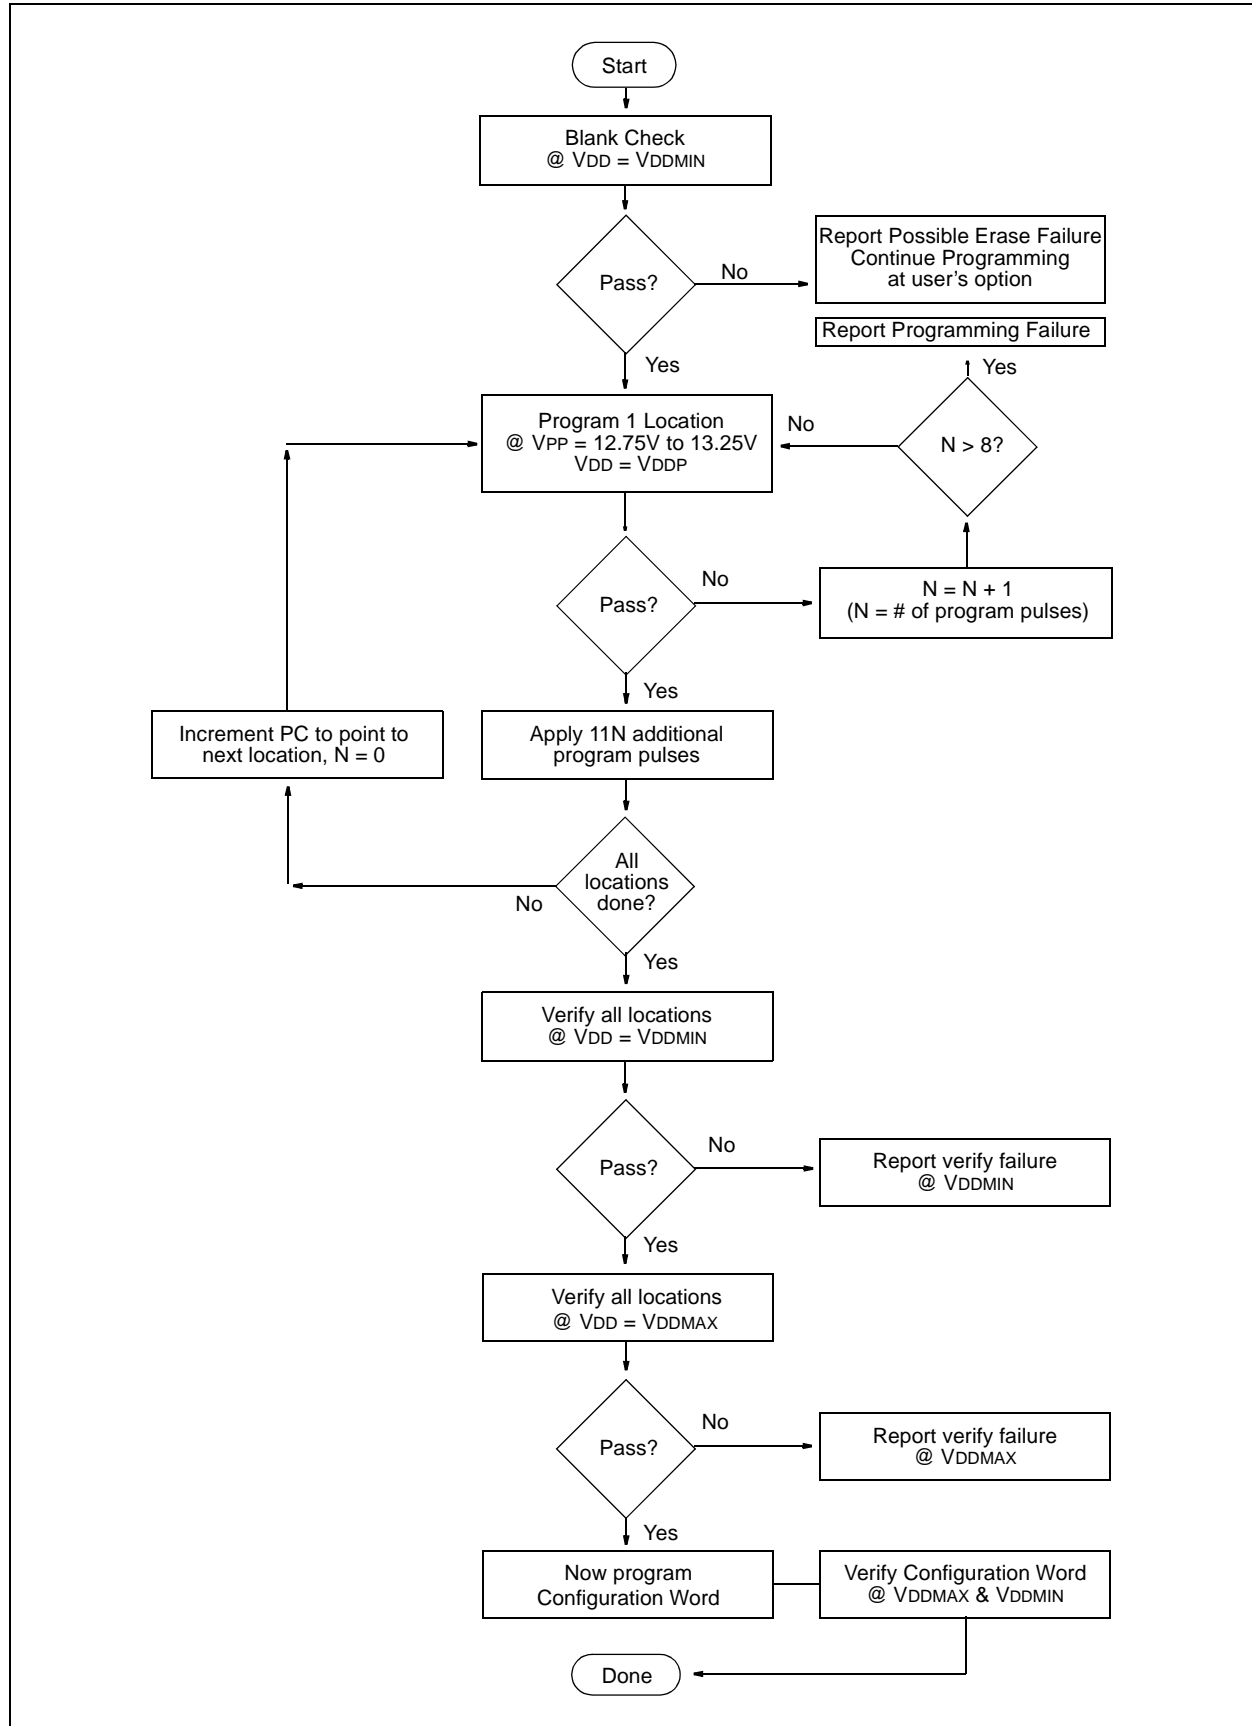 Start
Blank Check
@ VDD = VDDMIN
Pass?
No
Report Possible Erase Failure
Continue Programming
at user's option
Yes
Report Programming Failure
Yes
Program 1 Location
@ VPP = 12.75V to 13.25V
VDD = VDDP
No
N > 8?
Pass?
No
N = N + 1
(N = # of program pulses)
Yes
Increment PC to point to
next location, N = 0
Apply 11N additional
program pulses
All
locations
done?
No
Yes
Verify all locations
@ VDD = VDDMIN
Pass?
No
Report verify failure
@ VDDMIN
Yes
Verify all locations
@ VDD = VDDMAX
Pass?
No
Report verify failure
@ VDDMAX
Yes
Now program
Configuration Word
Verify Configuration Word
@ VDDMAX & VDDMIN
Done